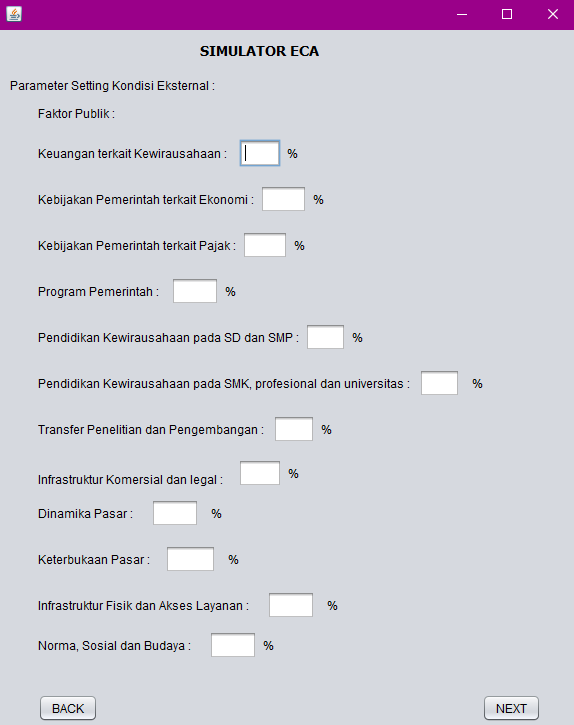 SIMULATOR ECA
Parameter Setting Kondisi Eksternal :
Faktor Publik :
Keuangan terkait Kewirausahaan : %
Kebijakan Pemerintah terkait Ekonomi : %
Kebijakan Pemerintah terkait Pajak : %
Program Pemerintah : %
Pendidikan Kewirausahaan pada SD dan SMP : %
Pendidikan Kewirausahaan pada SMK, profesional dan universitas : %
Transfer Penelitian dan Pengembangan : %
Infrastruktur Komersial dan legal : %
Dinamika Pasar : %
Keterbukaan Pasar : %
Infrastruktur Fisik dan Akses Layanan : %
Norma, Sosial dan Budaya : %
BACK NEXT